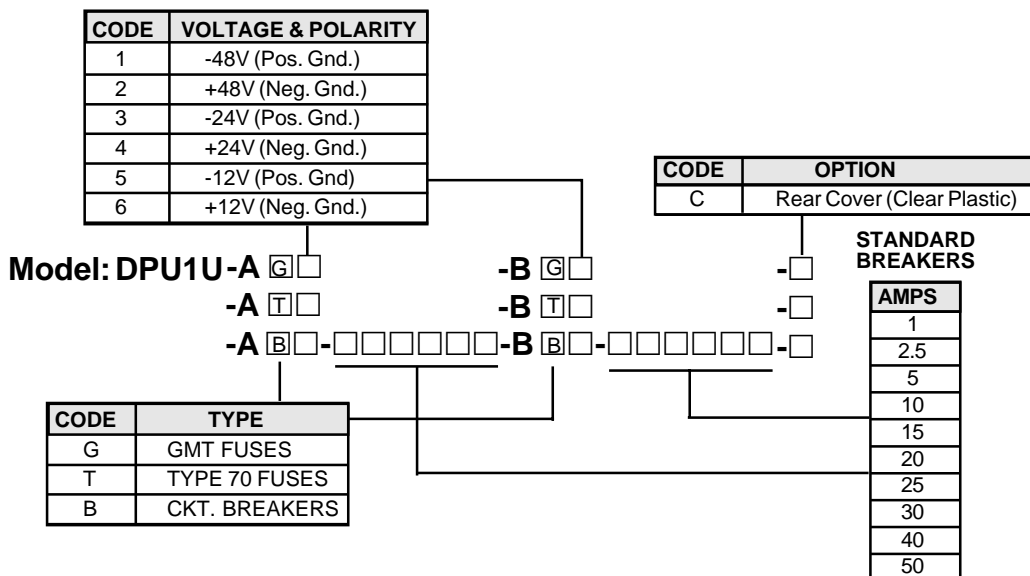 CODE VOLTAGE & POLARITY
1 -48V (Pos. Gnd.)
2 +48V (Neg. Gnd.)
3 -24V (Pos. Gnd.)
4 +24V (Neg. Gnd.)
5 -12V (Pos. Gnd)
6 +12V (Neg. Gnd.)
CODE OPTION
C Rear Cover (Clear Plastic)
Model: DPU1U -A G□ -B G□ -□
-A T□ -B T□ -□
-A B□ -□□□□□□ -B B□ -□□□□□□ -□
CODE TYPE
G GMT FUSES
T TYPE 70 FUSES
B CKT. BREAKERS
STANDARD
BREAKERS
AMPS
1
2.5
5
10
15
20
25
30
40
50